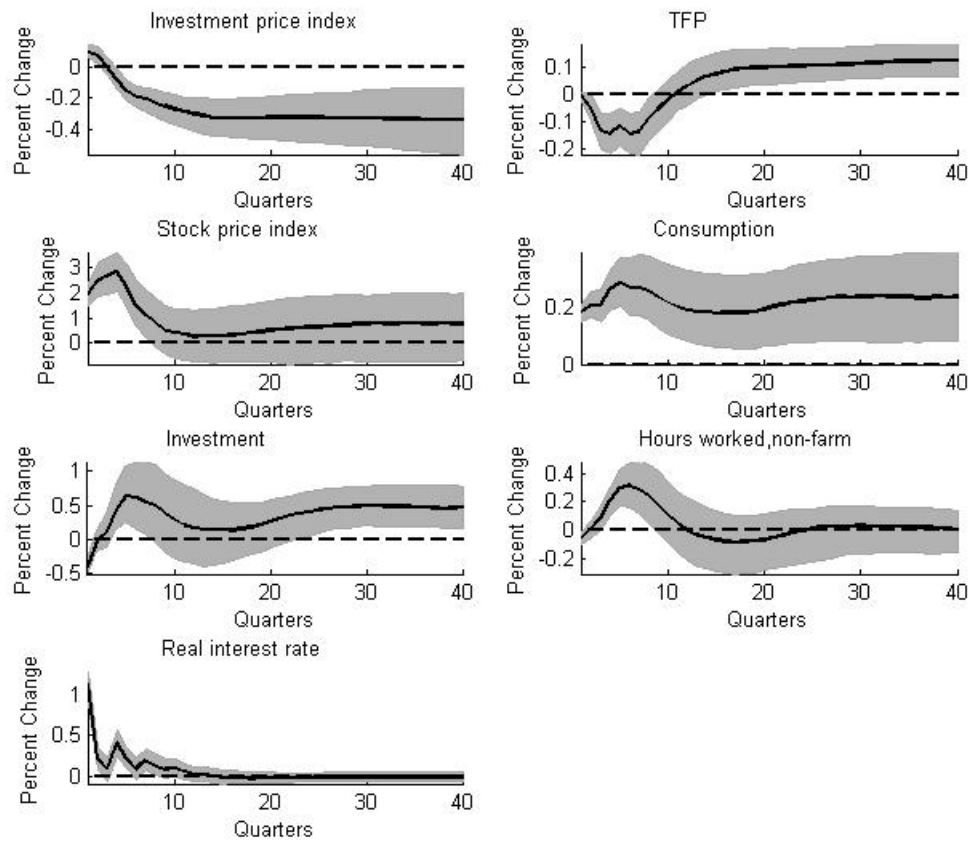 Investment price index
Percent Change
0
-0.2
-0.4
10
20
30
40
Quarters
TFP
Percent Change
0.1
0
-0.1
-0.2
10
20
30
40
Quarters
Stock price index
Percent Change
3
2
1
0
10
20
30
40
Quarters
Consumption
Percent Change
0.2
0
10
20
30
40
Quarters
Investment
Percent Change
1
0.5
0
-0.5
10
20
30
40
Quarters
Hours worked,non-farm
Percent Change
0.4
0.2
0
-0.2
10
20
30
40
Quarters
Real interest rate
Percent Change
1
0.5
0
10
20
30
40
Quarters